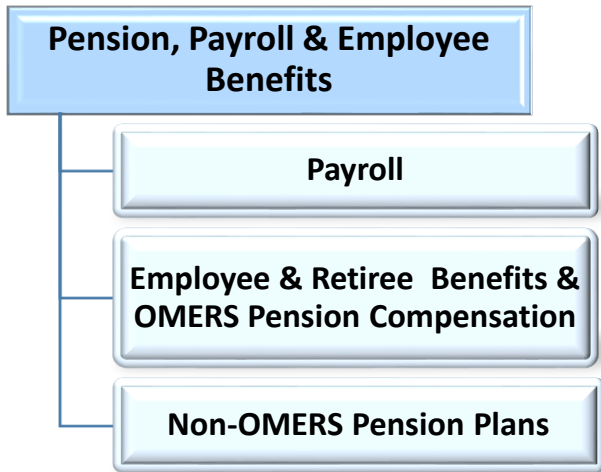 Pension, Payroll & Employee
Benefits
Payroll
Employee & Retiree Benefits &
OMERS Pension Compensation
Non-OMERS Pension Plans